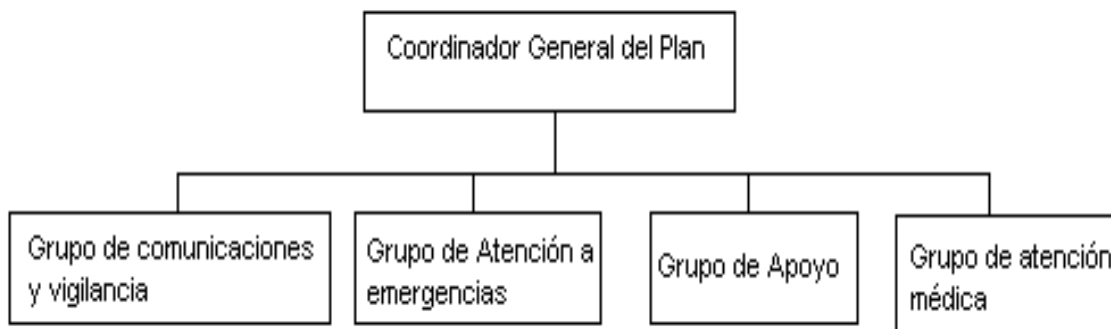 Coordinador General del Plan
Grupo de comunicaciones
y vigilancia
Grupo de Atención a
emergencias
Grupo de Apoyo
Grupo de atención
médica